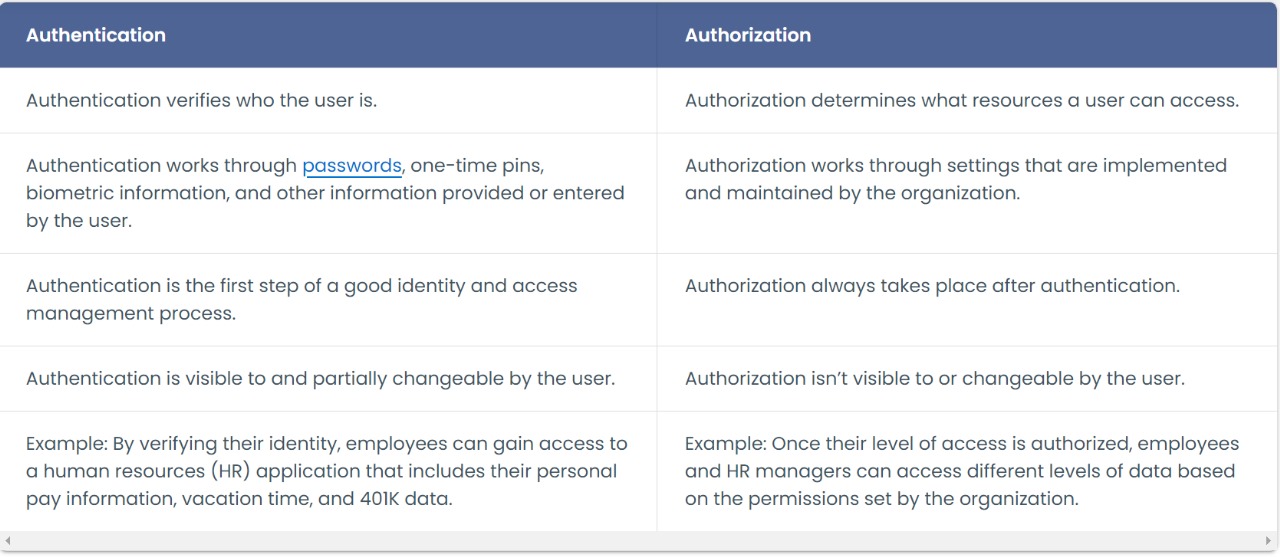 Authentication
Authorization
Authentication verifies who the user is.
Authorization determines what resources a user can access.
Authentication works through passwords, one-time pins,
biometric information, and other information provided or entered
by the user.
Authorization works through settings that are implemented
and maintained by the organization.
Authentication is the first step of a good identity and access
management process.
Authorization always takes place after authentication.
Authentication is visible to and partially changeable by the user.
Authorization isn’t visible to or changeable by the user.
Example: By verifying their identity, employees can gain access to
a human resources (HR) application that includes their personal
pay information, vacation time, and 401K data.
Example: Once their level of access is authorized, employees
and HR managers can access different levels of data based
on the permissions set by the organization.